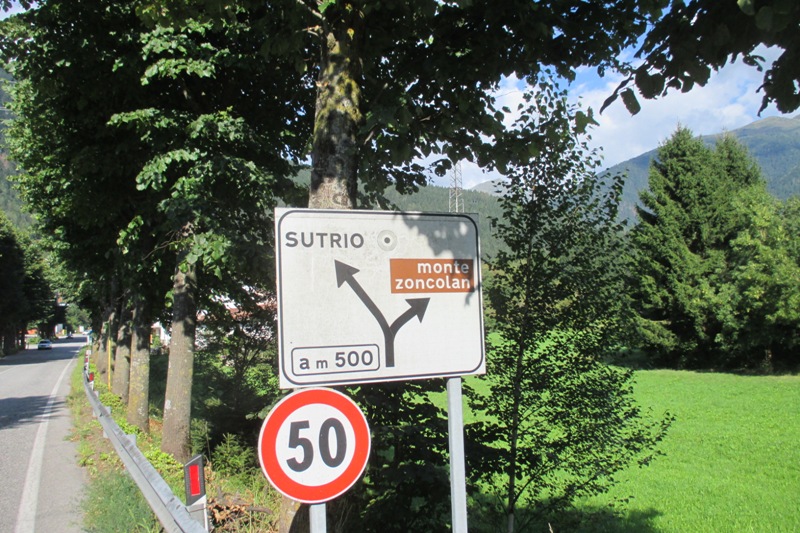 SUTRIO
monte
zoncolan
a m 500
50